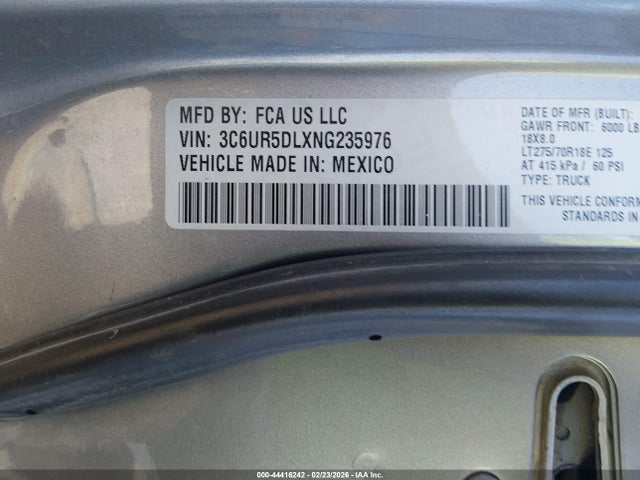 MFD BY: FCA US LLC
VIN: 3C6UR5DLXNG235976
VEHICLE MADE IN: MEXICO
DATE OF MFR (BUILT):
GAWR FRONT: 6000 LB
18X8.0
LT275/70R18E 125
AT 415 kPa / 60 PSI
TYPE: TRUCK
THIS VEHICLE CONFORM
STANDARDS IN
000-44416242 - 02/23/2026 - IAA Inc.